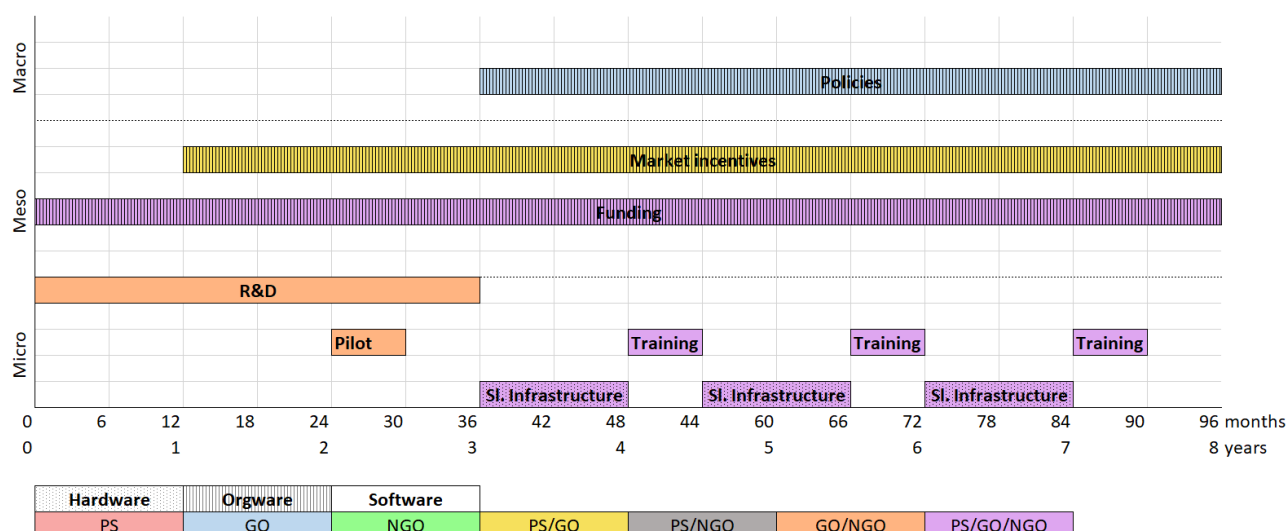 Macro
Policies
Market incentives
Meso
Funding
R&D
Micro
Pilot Training Training Training
Sl. Infrastructure Sl. Infrastructure Sl. Infrastructure
0 6 12 18 24 30 36 42 48 44 60 66 72 78 84 90 96 months
0 1 2 3 4 5 6 7 8 years
Hardware Orgware Software
PS GO NGO PS/GO PS/NGO GO/NGO PS/GO/NGO